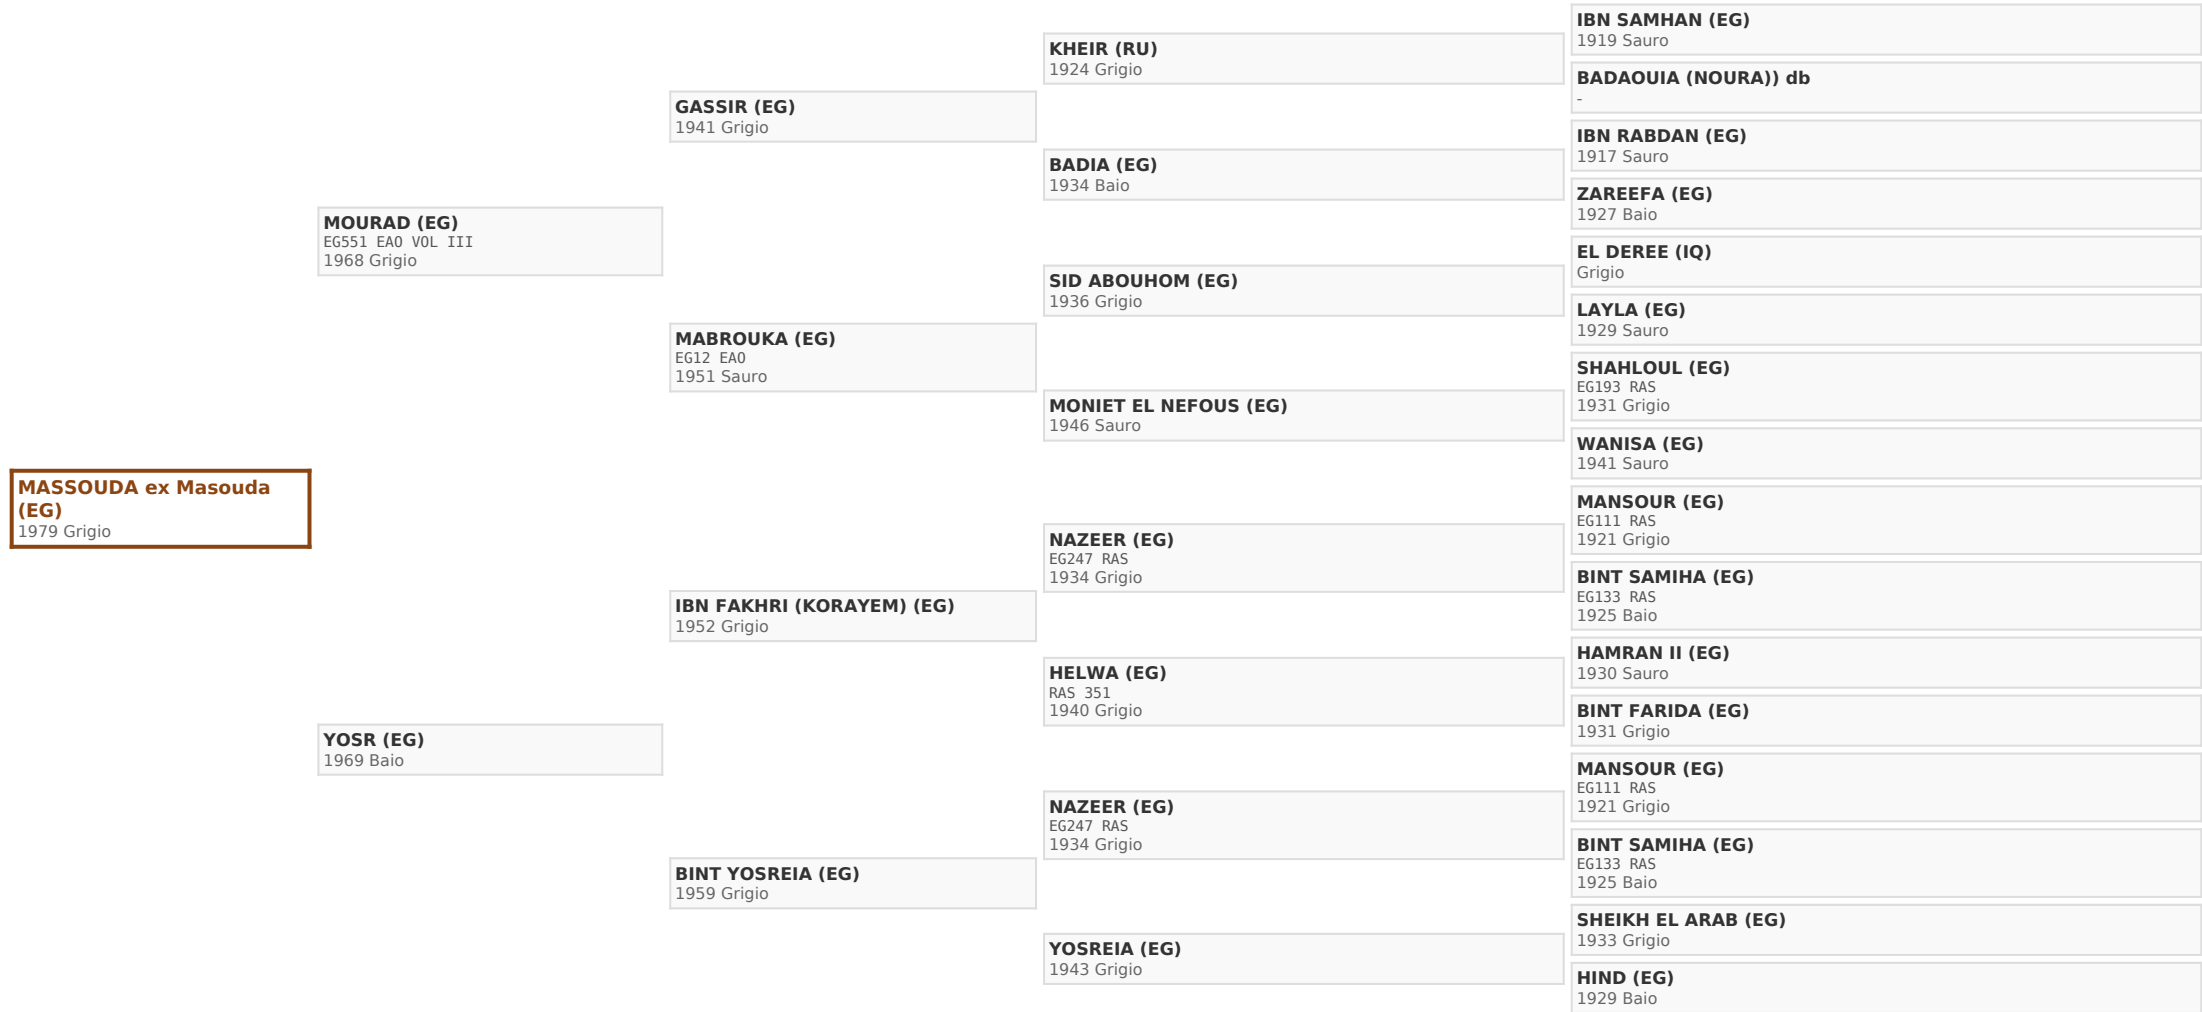 MASSOUDA ex Masouda
(EG)
1979 Grigio
MOURAD (EG)
EG551 EAO VOL III
1968 Grigio
YOSR (EG)
1969 Baio
GASSIR (EG)
1941 Grigio
MABROUKA (EG)
EG12 EAO
1951 Sauro
IBN FAKHRI (KORAYEM) (EG)
1952 Grigio
BINT YOSREIA (EG)
1959 Grigio
KHEIR (RU)
1924 Grigio
BADIA (EG)
1934 Baio
SID ABOUHOM (EG)
1936 Grigio
MONIET EL NEFOUS (EG)
1946 Sauro
NAZEER (EG)
EG247 RAS
1934 Grigio
HELWA (EG)
RAS 351
1940 Grigio
NAZEER (EG)
EG247 RAS
1934 Grigio
YOSREIA (EG)
1943 Grigio
IBN SAMHAN (EG)
1919 Sauro
BADAOUIA (NOURA)) db
-
IBN RABDAN (EG)
1917 Sauro
ZAREEFA (EG)
1927 Baio
EL DEREE (IQ)
Grigio
LAYLA (EG)
1929 Sauro
SHAHLOUL (EG)
EG193 RAS
1931 Grigio
WANISA (EG)
1941 Sauro
MANSOUR (EG)
EG111 RAS
1921 Grigio
BINT SAMIHA (EG)
EG133 RAS
1925 Baio
HAMRAN II (EG)
1930 Sauro
BINT FARIDA (EG)
1931 Grigio
MANSOUR (EG)
EG111 RAS
1921 Grigio
BINT SAMIHA (EG)
EG133 RAS
1925 Baio
SHEIKH EL ARAB (EG)
1933 Grigio
HIND (EG)
1929 Baio